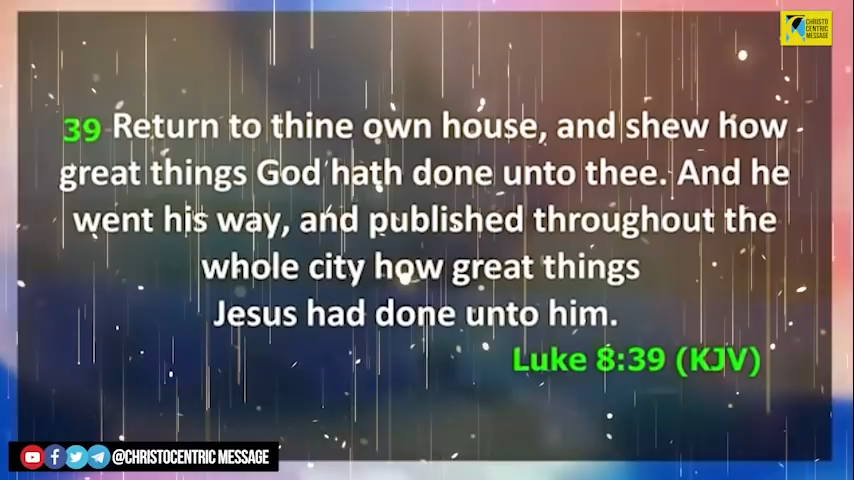 CHRISTO
CENTRIC
MESSAGE
39 Return to thine own house, and shew how
great things God hath done unto thee. And he
went his way, and published throughout the
whole city how great things
Jesus had done unto him.
Luke 8:39 (KJV)
@CHRISTOCENTRIC MESSAGE